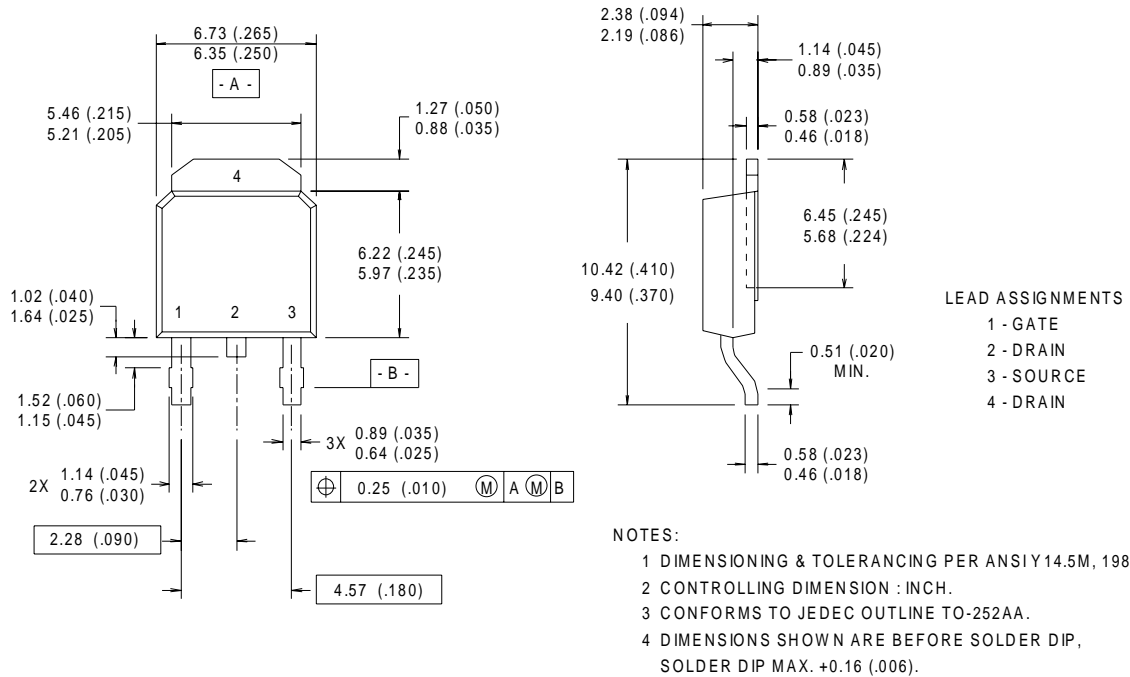 6.73 (.265)
6.35 (.250)
- A -
5.46 (.215)
5.21 (.205)
1.27 (.050)
0.88 (.035)
4
6.22 (.245)
5.97 (.235)
1.02 (.040)
1.64 (.025)
1 2 3
- B -
1.52 (.060)
1.15 (.045)
3X 0.89 (.035)
0.64 (.025)
2X 1.14 (.045)
0.76 (.030)
⌖ 0.25 (.010) Ⓜ A Ⓜ B
2.28 (.090)
4.57 (.180)
2.38 (.094)
2.19 (.086)
1.14 (.045)
0.89 (.035)
0.58 (.023)
0.46 (.018)
6.45 (.245)
5.68 (.224)
10.42 (.410)
9.40 (.370)
0.51 (.020)
MIN.
0.58 (.023)
0.46 (.018)
LEAD ASSIGNMENTS
1 - GATE
2 - DRAIN
3 - SOURCE
4 - DRAIN
NOTES:
1 DIMENSIONING & TOLERANCING PER ANSI Y14.5M, 198
2 CONTROLLING DIMENSION : INCH.
3 CONFORMS TO JEDEC OUTLINE TO-252AA.
4 DIMENSIONS SHOWN ARE BEFORE SOLDER DIP,
SOLDER DIP MAX. +0.16 (.006).